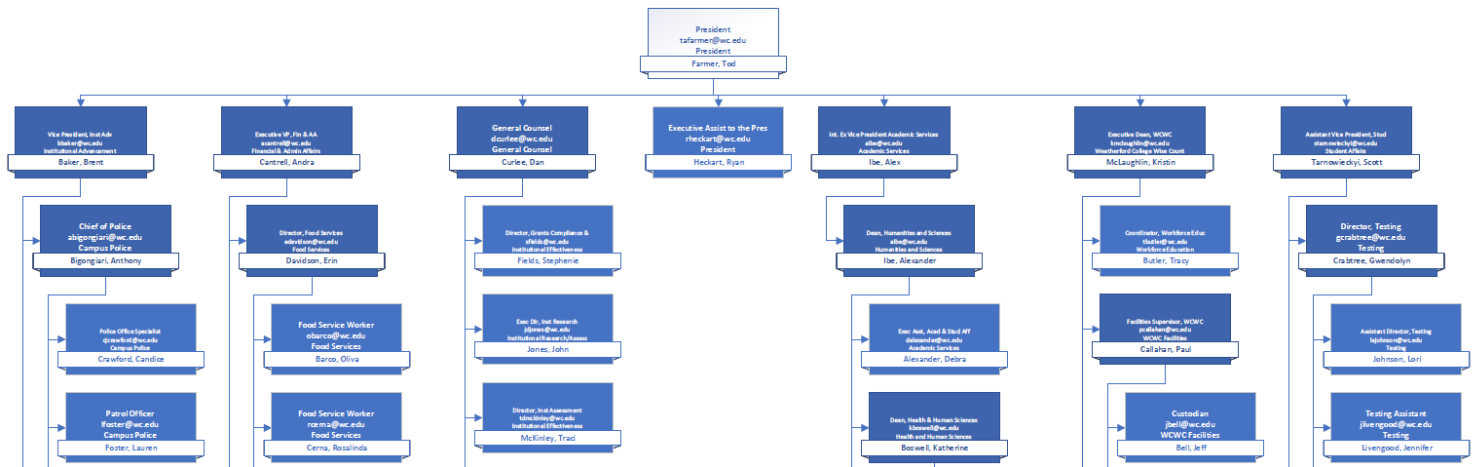 President
tafarmer@wc.edu
President
Farmer, Tod
Vice President, Inst Adv
bbaker@wc.edu
Institutional Advancement
Baker, Brent
Executive VP, Fin & AA
acantrell@wc.edu
Financial & Admin Affairs
Cantrell, Andra
General Counsel
dcurlee@wc.edu
General Counsel
Curlee, Dan
Executive Assist to the Pres
rheckart@wc.edu
President
Heckart, Ryan
Int. Ex Vice President Academic Services
aibe@wc.edu
Academic Services
Ibe, Alex
Executive Dean, WCWC
kmclaughlin@wc.edu
Weatherford College Wise Count
McLaughlin, Kristin
Assistant Vice President, Stud
starnowieckyi@wc.edu
Student Affairs
Tarnowieckyi, Scott
Chief of Police
abigongiari@wc.edu
Campus Police
Bigongiari, Anthony
Director, Food Services
edavidson@wc.edu
Food Services
Davidson, Erin
Director, Grants Compliance &
sfields@wc.edu
Institutional Effectiveness
Fields, Stephenie
Dean, Humanities and Sciences
aibe@wc.edu
Humanities and Sciences
Ibe, Alexander
Coordinator, Workforce Educ
tbutler@wc.edu
Workforce Education
Butler, Tracy
Director, Testing
gcrabtree@wc.edu
Testing
Crabtree, Gwendolyn
Police Office Specialist
cjcrawford@wc.edu
Campus Police
Crawford, Candice
Food Service Worker
obarco@wc.edu
Food Services
Barco, Oliva
Exec Dir, Inst Research
jdjones@wc.edu
Institutional Research/Assess
Jones, John
Exec Asst, Acad & Stud Aff
dalexander@wc.edu
Academic Services
Alexander, Debra
Facilities Supervisor, WCWC
pcallahan@wc.edu
WCWC Facilities
Callahan, Paul
Assistant Director, Testing
lajohnson@wc.edu
Testing
Johnson, Lori
Patrol Officer
lfoster@wc.edu
Campus Police
Foster, Lauren
Food Service Worker
rcerna@wc.edu
Food Services
Cerna, Rosalinda
Director, Inst Assessment
tdmckinley@wc.edu
Institutional Effectiveness
McKinley, Traci
Dean, Health & Human Sciences
kboswell@wc.edu
Health and Human Sciences
Boswell, Katherine
Custodian
jbell@wc.edu
WCWC Facilities
Bell, Jeff
Testing Assistant
jlivengood@wc.edu
Testing
Livengood, Jennifer